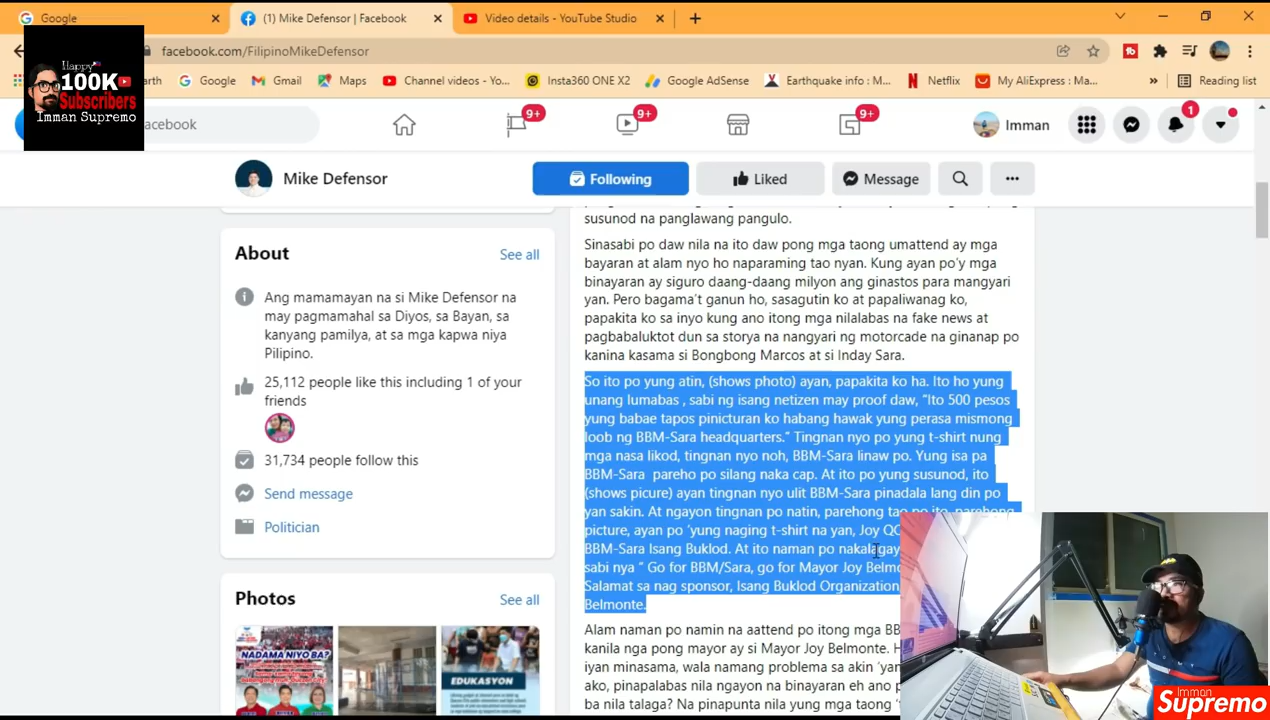 Google
(1) Mike Defensor | Facebook
Video details - YouTube Studio
facebook.com/FilipinoMikeDefensor
Happy
100K
Subscribers
Imman Supremo
arth
Google
Gmail
Maps
Channel videos - Yo...
Insta360 ONE X2
Google AdSense
Earthquake info : M...
Netflix
My AliExpress : Ma...
Reading list
acebook
9+
9+
9+
Imman
1
Mike Defensor
Following
Liked
Message
About
See all
Ang mamamayan na si Mike Defensor na
may pagmamahal sa Diyos, sa Bayan, sa
kanyang pamilya, at sa mga kapwa niya
Pilipino.
25,112 people like this including 1 of your
friends
31,734 people follow this
Send message
Politician
Photos
See all
NADAMA NIYO BA?
EDUKASYON
susunod na panglawang pangulo.
Sinasabi po daw nila na ito daw pong mga taong umattend ay mga
bayaran at alam nyo ho naparaming tao nyan. Kung ayan po'y mga
binayaran ay siguro daang-daang milyon ang ginastos para mangyari
yan. Pero bagama't ganun ho, sasagutin ko at papaliwanag ko,
papakita ko sa inyo kung ano itong mga nilalabas na fake news at
pagbabaluktot dun sa storya na nangyari ng motorcade na ginanap po
kanina kasama si Bongbong Marcos at si Inday Sara.
So ito po yung atin, (shows photo) ayan, papakita ko ha. Ito ho yung
unang lumabas , sabi ng isang netizen may proof daw, "Ito 500 pesos
yung babae tapos pinicturan ko habang hawak yung perasa mismong
loob ng BBM-Sara headquarters." Tingnan nyo po yung t-shirt nung
mga nasa likod, tingnan nyo noh, BBM-Sara linaw po. Yung isa pa
BBM-Sara pareho po silang naka cap. At ito po yung susunod, ito
(shows picure) ayan tingnan nyo ulit BBM-Sara pinadala lang din po
yan sakin. At ngayon tingnan po natin, parehong tao po ito, parehong
picture, ayan po 'yung naging t-shirt na yan, Joy QC
BBM-Sara Isang Buklod. At ito naman po nakalagay
sabi nya " Go for BBM/Sara, go for Mayor Joy Belmo
Salamat sa nag sponsor, Isang Buklod Organization
Belmonte.
Alam naman po namin na aattend po itong mga BB
kanila nga pong mayor ay si Mayor Joy Belmonte. H
iyan minasama, wala namang problema sa akin 'yan
ako, pinapalabas nila ngayon na binayaran eh ano
ba nila talaga? Na pinapunta nila yung mga taong
Imman
Supremo